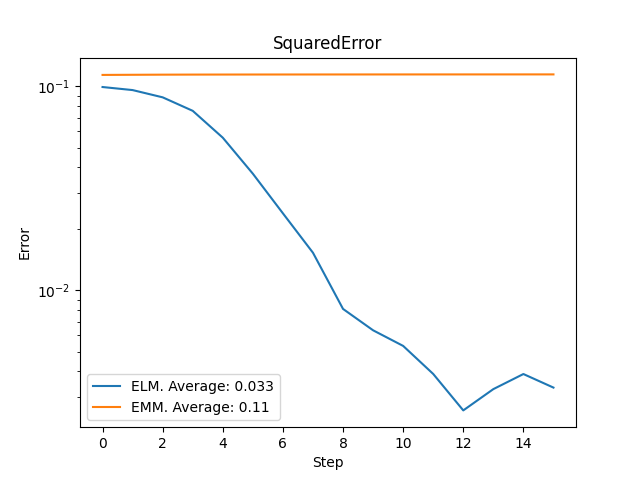 SquaredError
10⁻¹
10⁻²
Error
ELM. Average: 0.033
EMM. Average: 0.11
0 2 4 6 8 10 12 14
Step